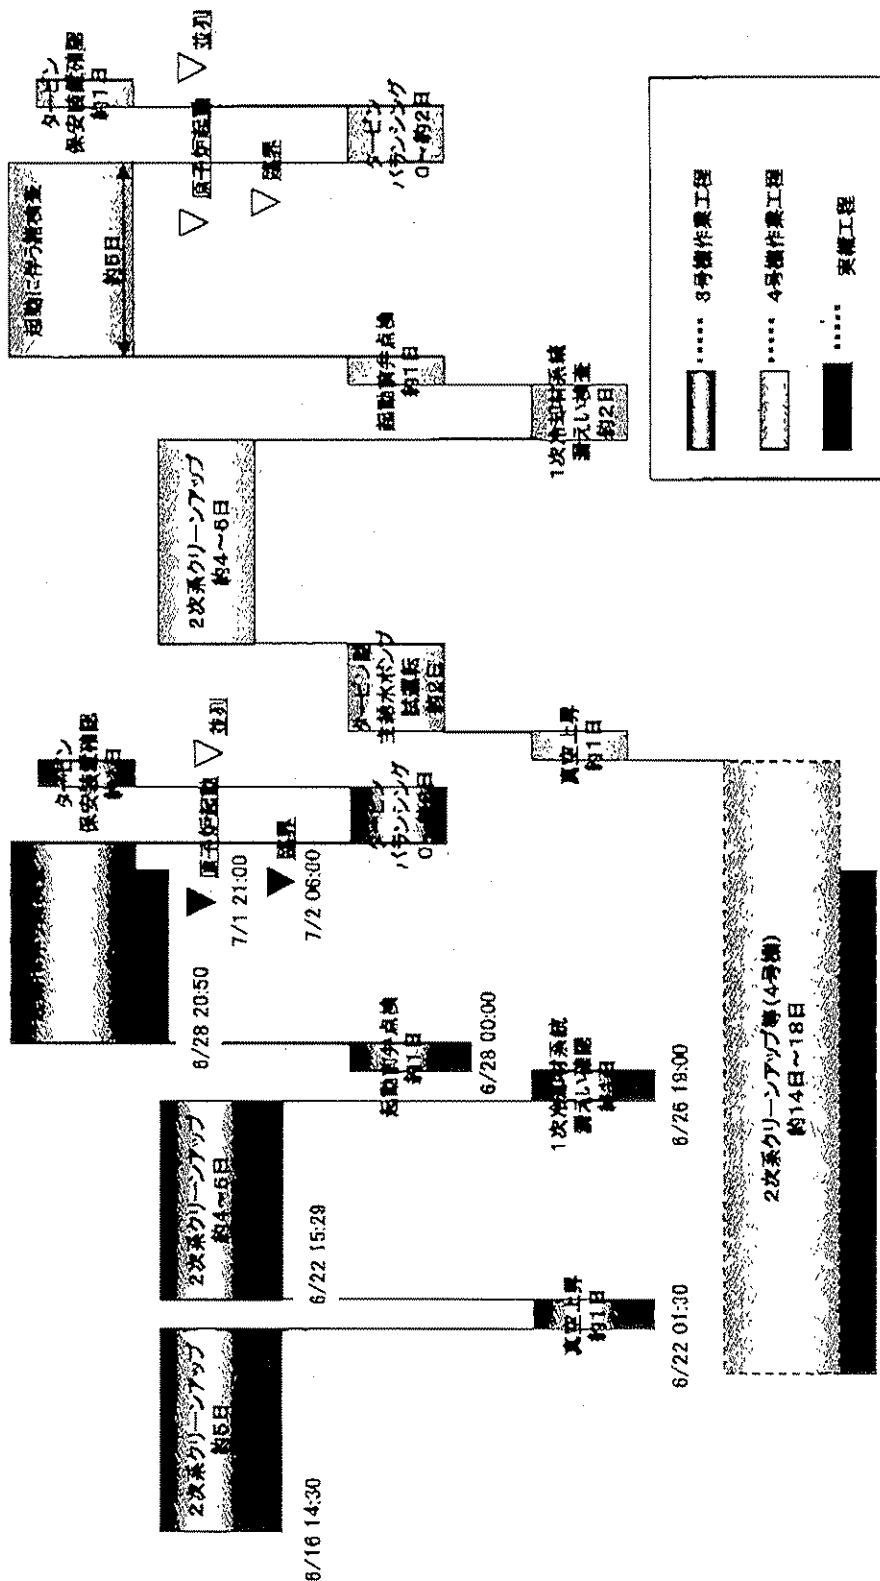 2次系クリーンアップ
約5日
6/16 14:30
真空上昇
約1日
6/22 01:30
2次系クリーンアップ
約4~6日
6/22 15:29
1次冷却材系統
漏えい確認
6/26 19:00
起動前弁点検
約1日
6/28 00:00
6/28 20:50
原子炉起動
7/1 21:00
臨界
7/2 06:00
タービン
バランシング
タービン
保安装置確認
並列
2次系クリーンアップ等(4号機)
約14日~18日
真空上昇
約1日
タービン動
主給水ポンプ
試運転
約2日
2次系クリーンアップ
約4~6日
1次冷却材系統
漏えい検査
約2日
起動前弁点検
約1日
起動に伴う諸検査
約6日
原子炉起動
臨界
タービン
バランシング
0~約2日
タービン
保安装置確認
約1日
並列
3号機作業工程
4号機作業工程
実績工程